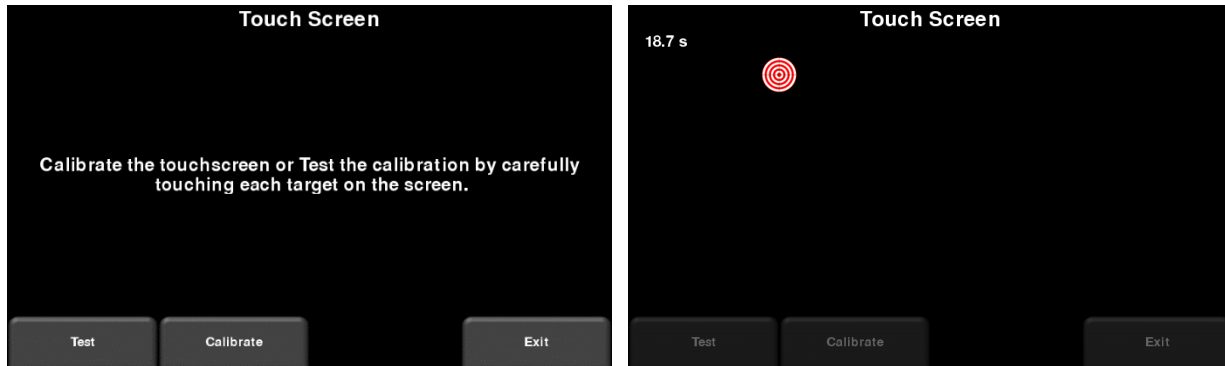 Touch Screen
Calibrate the touchscreen or Test the calibration by carefully
touching each target on the screen.
Test
Calibrate
Exit
Touch Screen
18.7 s
Test
Calibrate
Exit